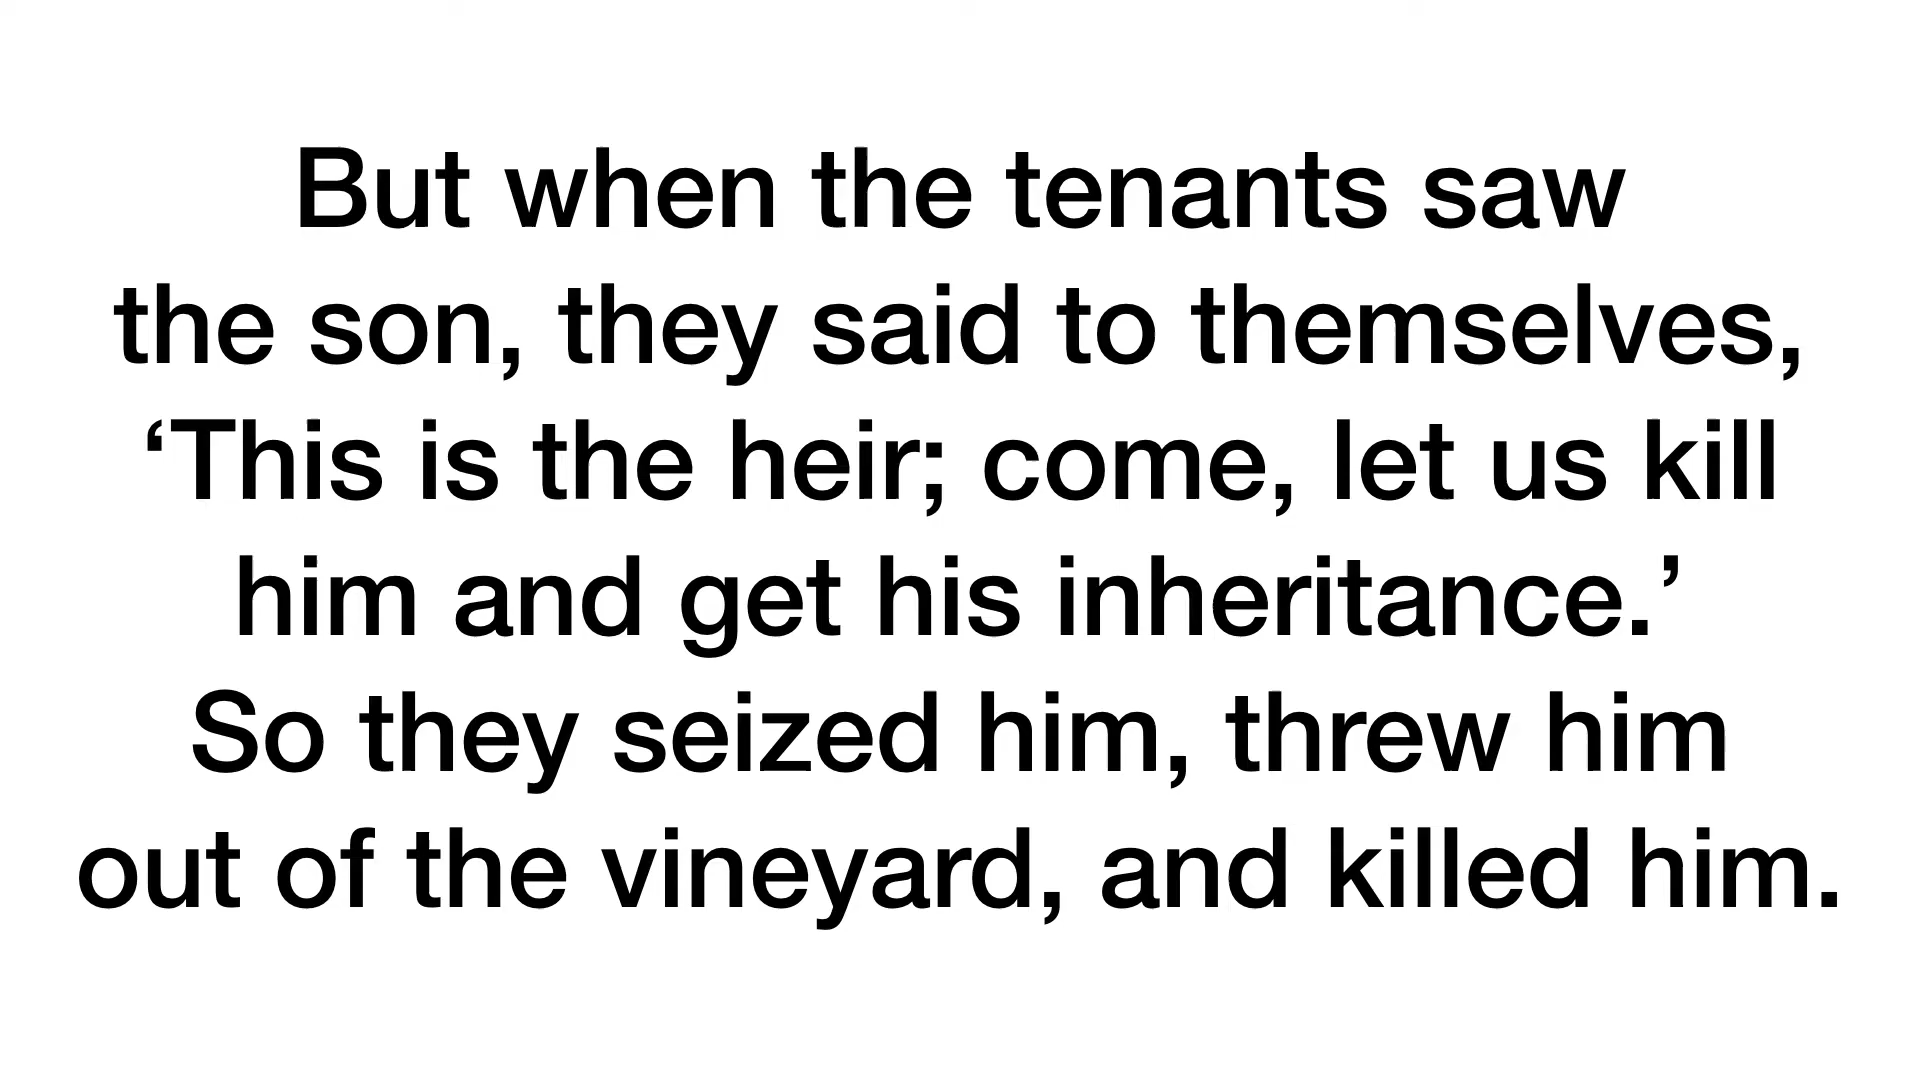 But when the tenants saw
the son, they said to themselves,
‘This is the heir; come, let us kill
him and get his inheritance.’
So they seized him, threw him
out of the vineyard, and killed him.